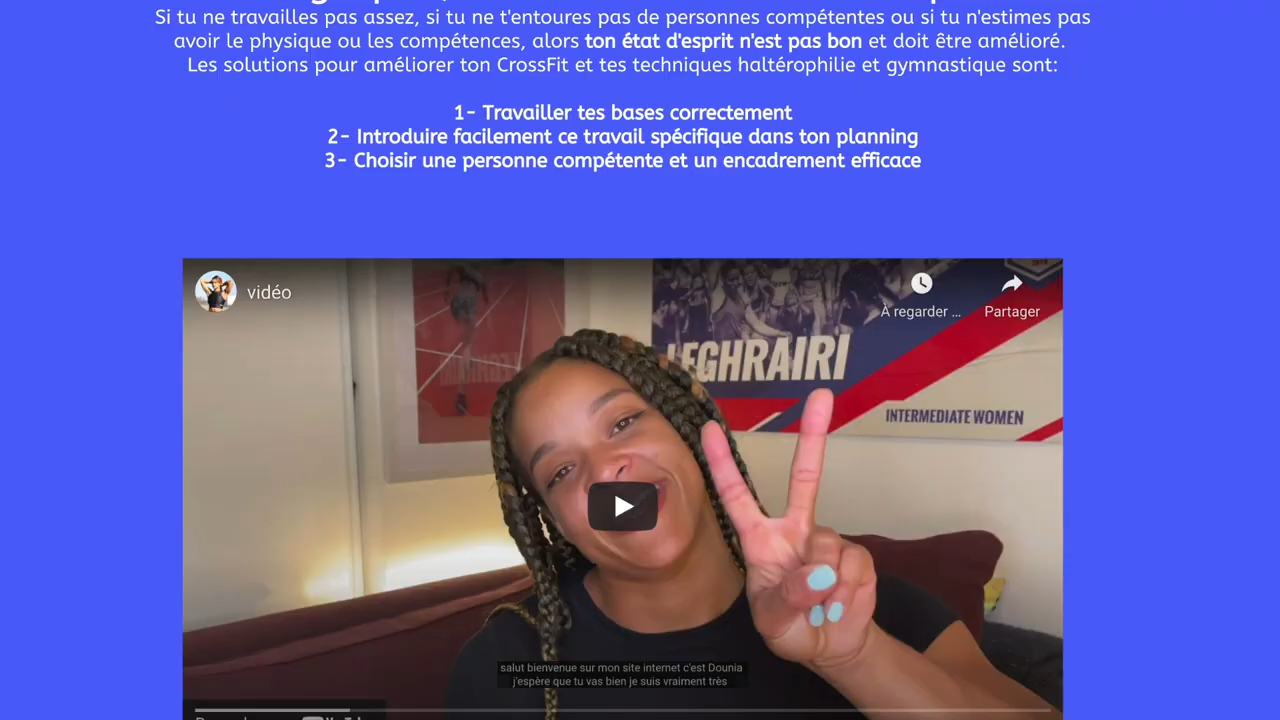 Si tu ne travailles pas assez, si tu ne t'entoures pas de personnes compétentes ou si tu n'estimes pas
avoir le physique ou les compétences, alors ton état d'esprit n'est pas bon et doit être amélioré.
Les solutions pour améliorer ton CrossFit et tes techniques haltérophilie et gymnastique sont:
1- Travailler tes bases correctement
2- Introduire facilement ce travail spécifique dans ton planning
3- Choisir une personne compétente et un encadrement efficace
vidéo
À regarder ...
Partager
LEGHRAIRI
INTERMEDIATE WOMEN
salut bienvenue sur mon site internet c'est Dounia
j'espère que tu vas bien je suis vraiment très